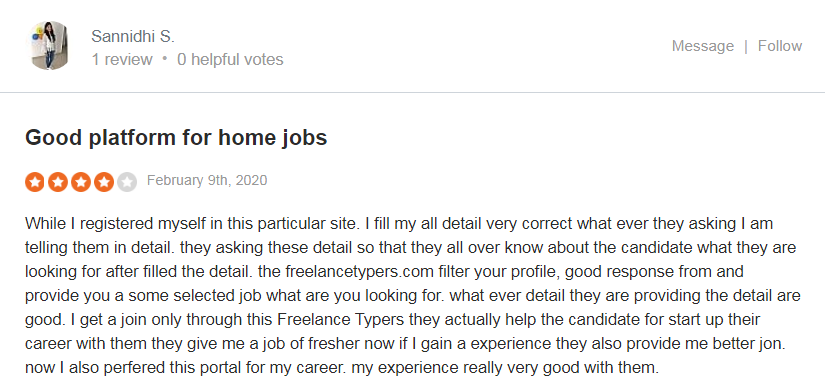 Sannidhi S.
1 review • 0 helpful votes
Message | Follow
Good platform for home jobs
February 9th, 2020
While I registered myself in this particular site. I fill my all detail very correct what ever they asking I am
telling them in detail. they asking these detail so that they all over know about the candidate what they are
looking for after filled the detail. the freelancetypers.com filter your profile, good response from and
provide you a some selected job what are you looking for. what ever detail they are providing the detail are
good. I get a join only through this Freelance Typers they actually help the candidate for start up their
career with them they give me a job of fresher now if I gain a experience they also provide me better jon.
now I also perfered this portal for my career. my experience really very good with them.